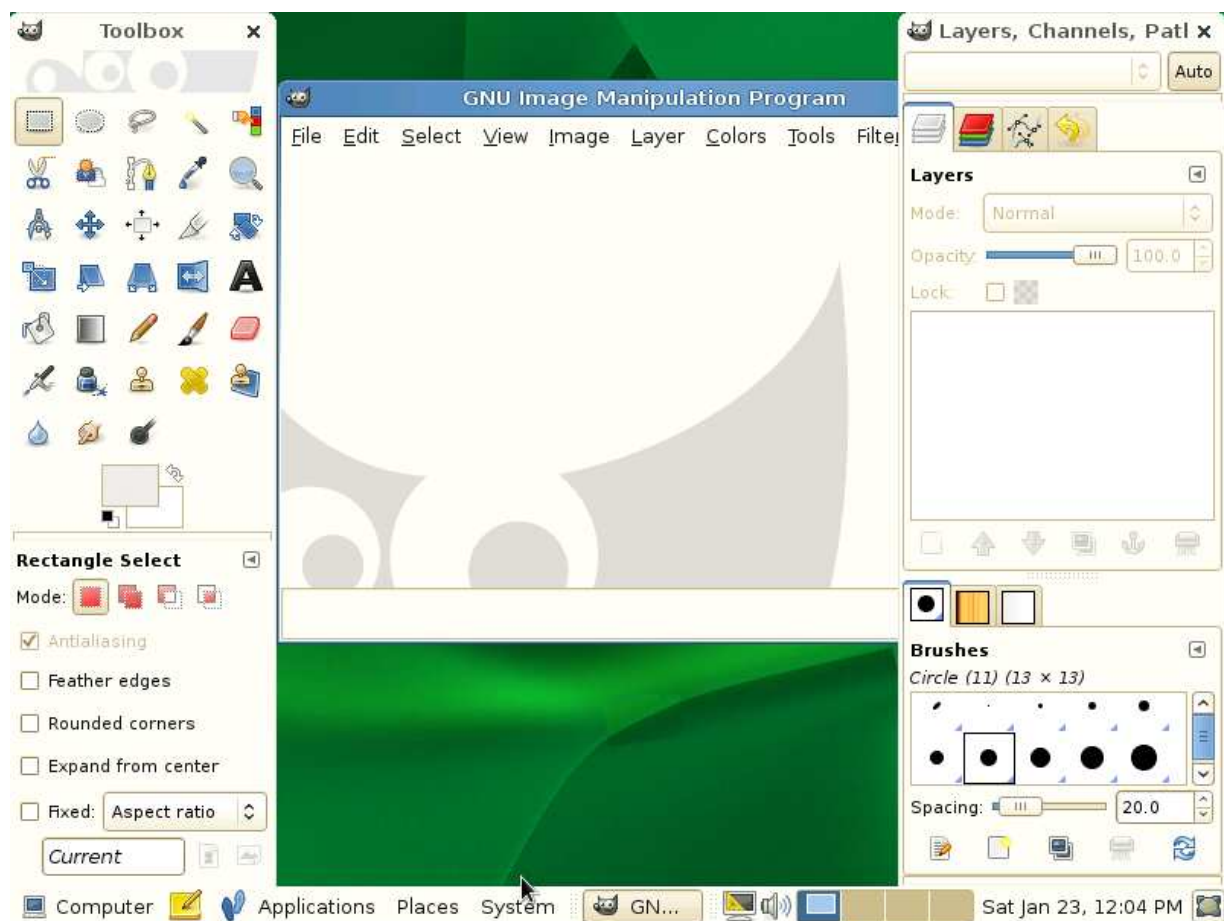 Toolbox
Rectangle Select
Mode:
Antialiasing
Feather edges
Rounded corners
Expand from center
Fixed: Aspect ratio
Current
GNU Image Manipulation Program
File Edit Select View Image Layer Colors Tools Filte
Layers, Channels, Patl
Auto
Layers
Mode: Normal
Opacity: 100.0
Lock:
Brushes
Circle (11) (13 × 13)
Spacing: 20.0
Computer Applications Places System GN... Sat Jan 23, 12:04 PM